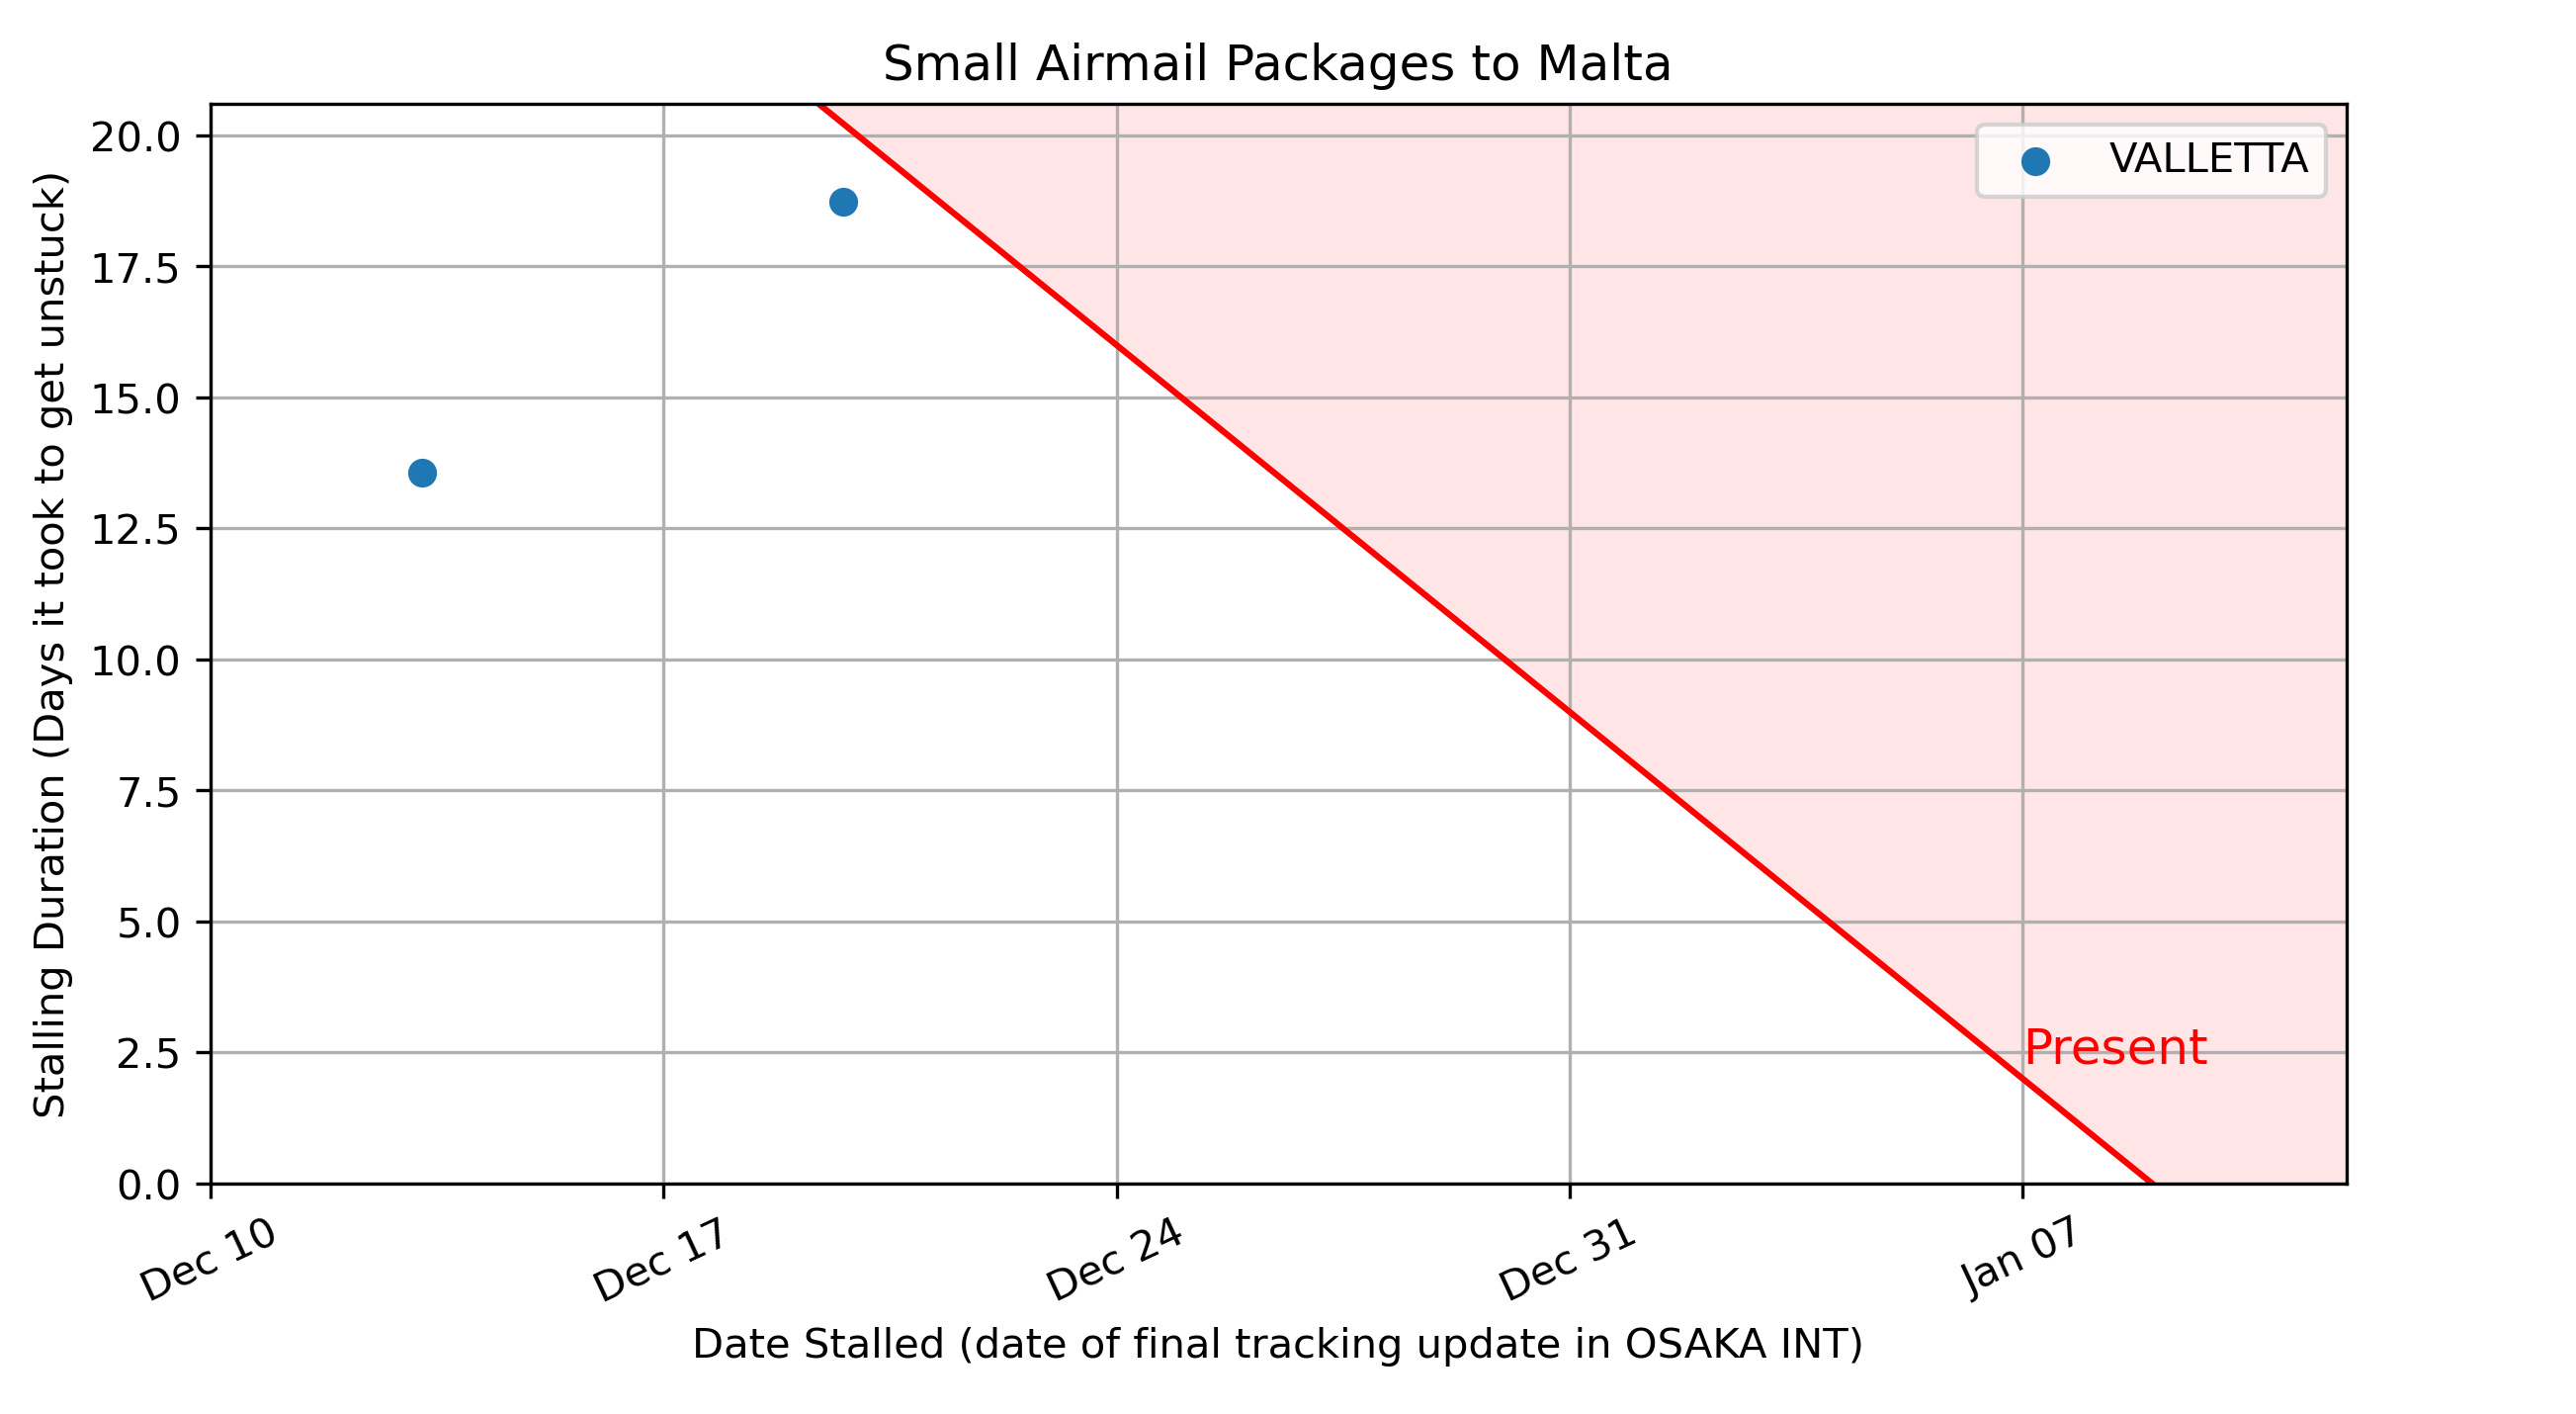 Small Airmail Packages to Malta
VALLETTA
Stalling Duration (Days it took to get unstuck)
20.0
17.5
15.0
12.5
10.0
7.5
5.0
2.5
0.0
Present
Dec 10
Dec 17
Dec 24
Dec 31
Jan 07
Date Stalled (date of final tracking update in OSAKA INT)